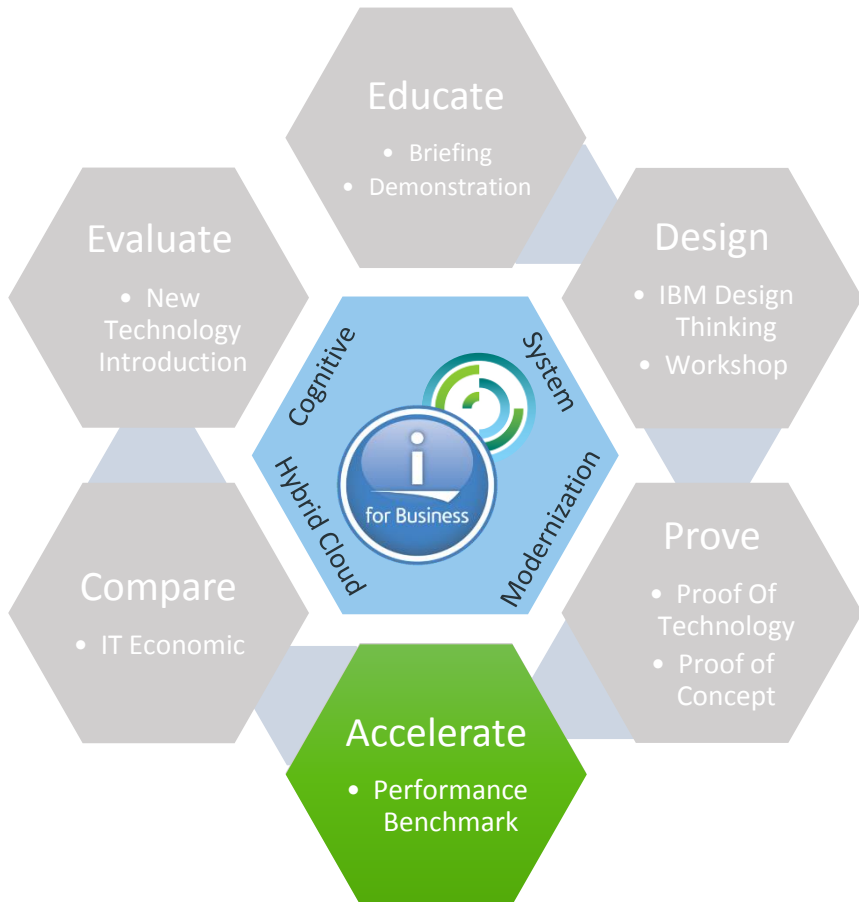 Educate
• Briefing
• Demonstration
Design
• IBM Design
Thinking
• Workshop
Prove
• Proof Of
Technology
• Proof of
Concept
Accelerate
• Performance
Benchmark
Compare
• IT Economic
Evaluate
• New
Technology
Introduction
Cognitive
System
Hybrid Cloud
Modernization
i
for Business